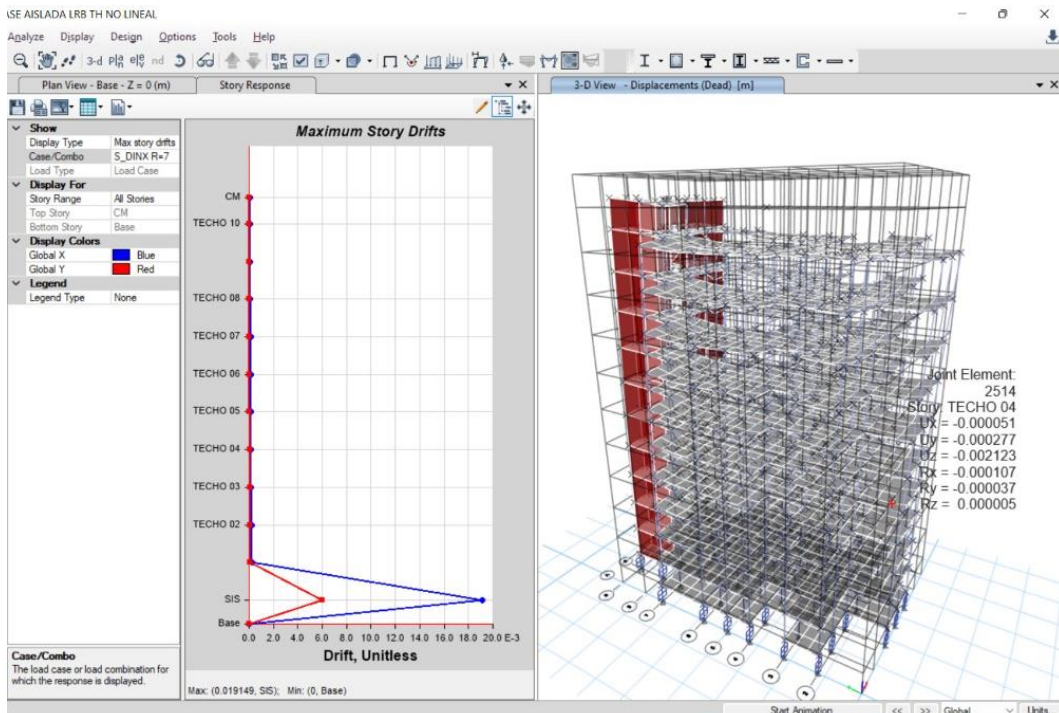 ASE AISLADA LRB TH NO LINEAL
Analyze Display Design Options Tools Help
3-d
Plan View - Base - Z = 0 (m)
Story Response
3-D View - Displacements (Dead) [m]
Show
Display Type Max story drifts
Case/Combo S_DINX R=7
Load Type Load Case
Display For
Story Range All Stories
Top Story CM
Bottom Story Base
Display Colors
Global X Blue
Global Y Red
Legend
Legend Type None
Case/Combo
The load case or load combination for
which the response is displayed.
Maximum Story Drifts
CM
TECHO 10
TECHO 08
TECHO 07
TECHO 06
TECHO 05
TECHO 04
TECHO 03
TECHO 02
SIS
Base
0.0 2.0 4.0 6.0 8.0 10.0 12.0 14.0 16.0 18.0 20.0 E-3
Drift, Unitless
Max: (0.019149, SIS); Min: (0, Base)
Joint Element:
2514
Story: TECHO 04
Ux = -0.000051
Uy = -0.000277
Uz = -0.002123
Rx = -0.000107
Ry = -0.000037
Rz = 0.000005
Start Animation << >> Global Units...